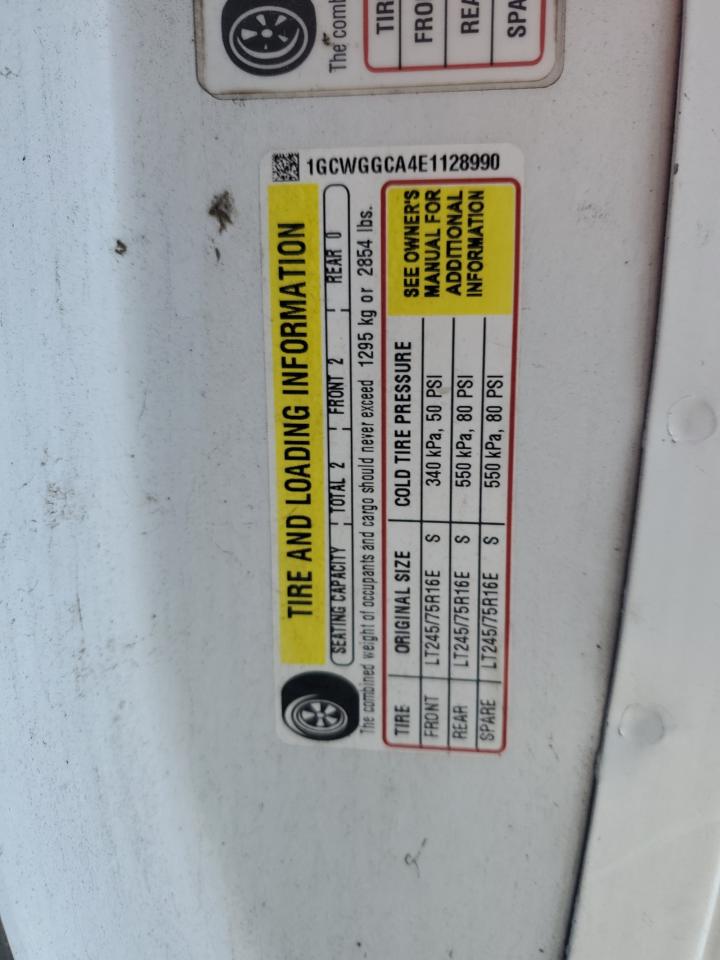 The comb
TIR
FRO
REA
SPA
1GCWGGCA4E1128990
TIRE AND LOADING INFORMATION
SEATING CAPACITY TOTAL 2 FRONT 2 REAR 0
The combined weight of occupants and cargo should never exceed 1295 kg or 2854 lbs.
TIRE ORIGINAL SIZE COLD TIRE PRESSURE
FRONT LT245/75R16E S 340 kPa, 50 PSI
REAR LT245/75R16E S 550 kPa, 80 PSI
SPARE LT245/75R16E S 550 kPa, 80 PSI
SEE OWNER'S
MANUAL FOR
ADDITIONAL
INFORMATION